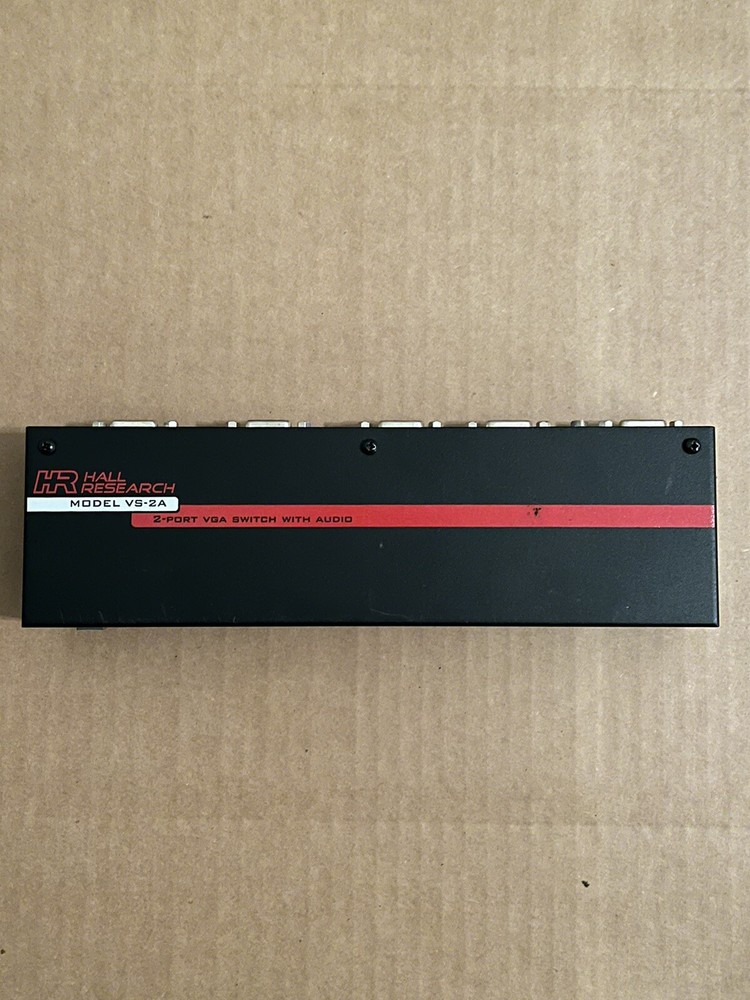 HR HALL
RESEARCH
MODEL VS-2A
2-PORT VGA SWITCH WITH AUDIO